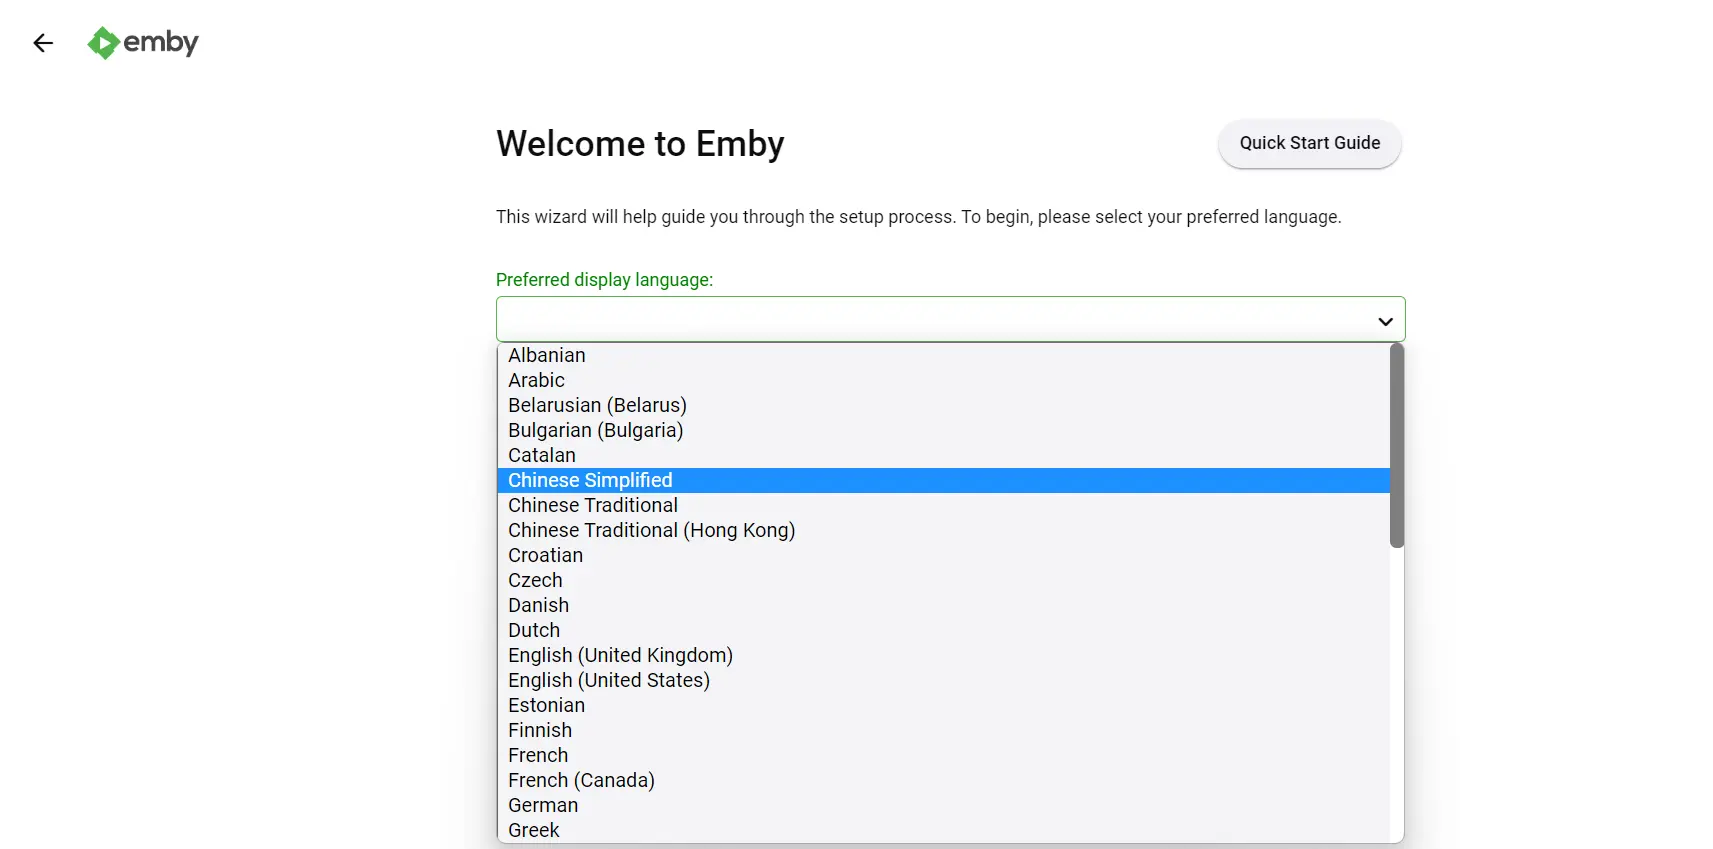 emby
Welcome to Emby
Quick Start Guide
This wizard will help guide you through the setup process. To begin, please select your preferred language.
Preferred display language:
Albanian
Arabic
Belarusian (Belarus)
Bulgarian (Bulgaria)
Catalan
Chinese Simplified
Chinese Traditional
Chinese Traditional (Hong Kong)
Croatian
Czech
Danish
Dutch
English (United Kingdom)
English (United States)
Estonian
Finnish
French
French (Canada)
German
Greek